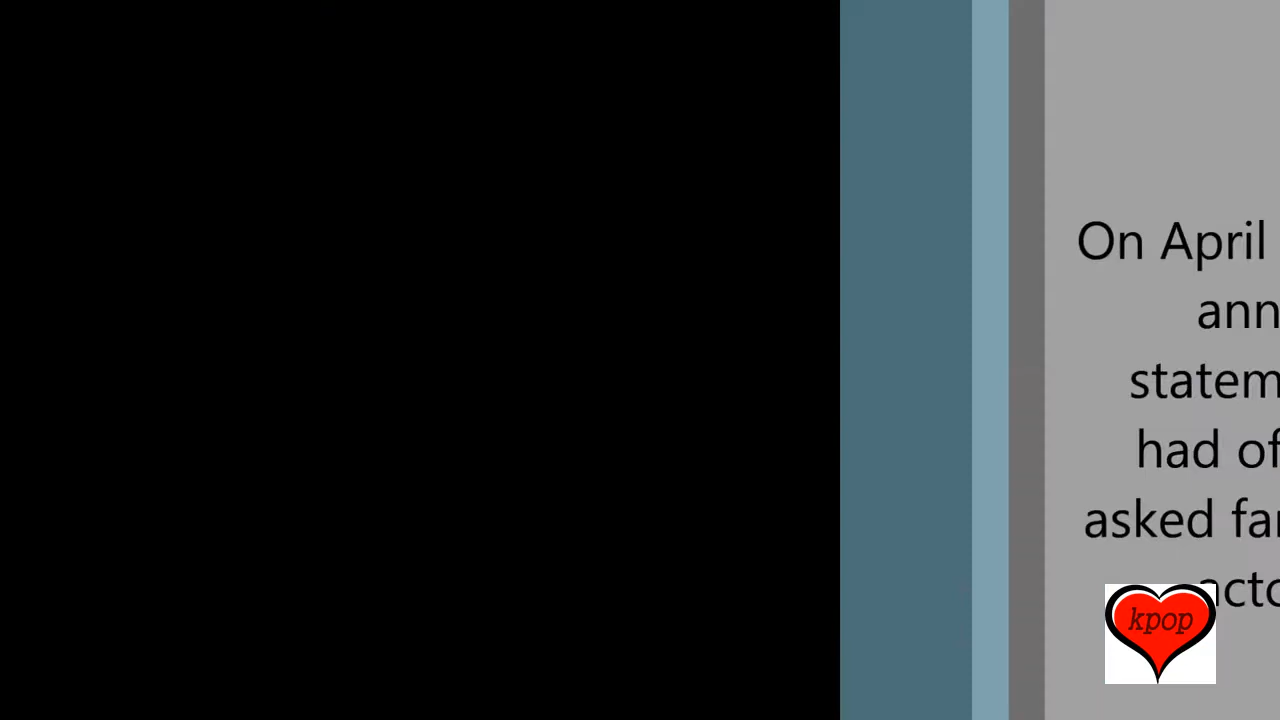 On April
ann
statem
had of
asked fa
acto
kpop